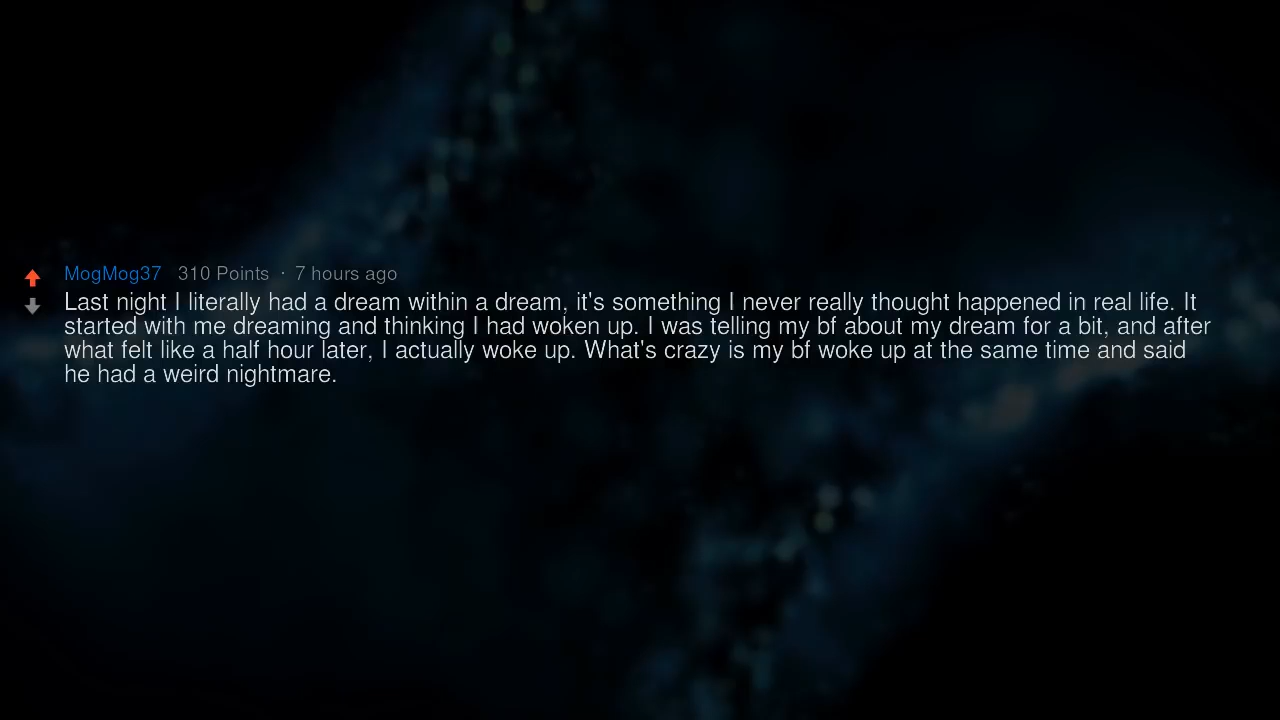 MogMog37 310 Points · 7 hours ago
Last night I literally had a dream within a dream, it's something I never really thought happened in real life. It
started with me dreaming and thinking I had woken up. I was telling my bf about my dream for a bit, and after
what felt like a half hour later, I actually woke up. What's crazy is my bf woke up at the same time and said
he had a weird nightmare.